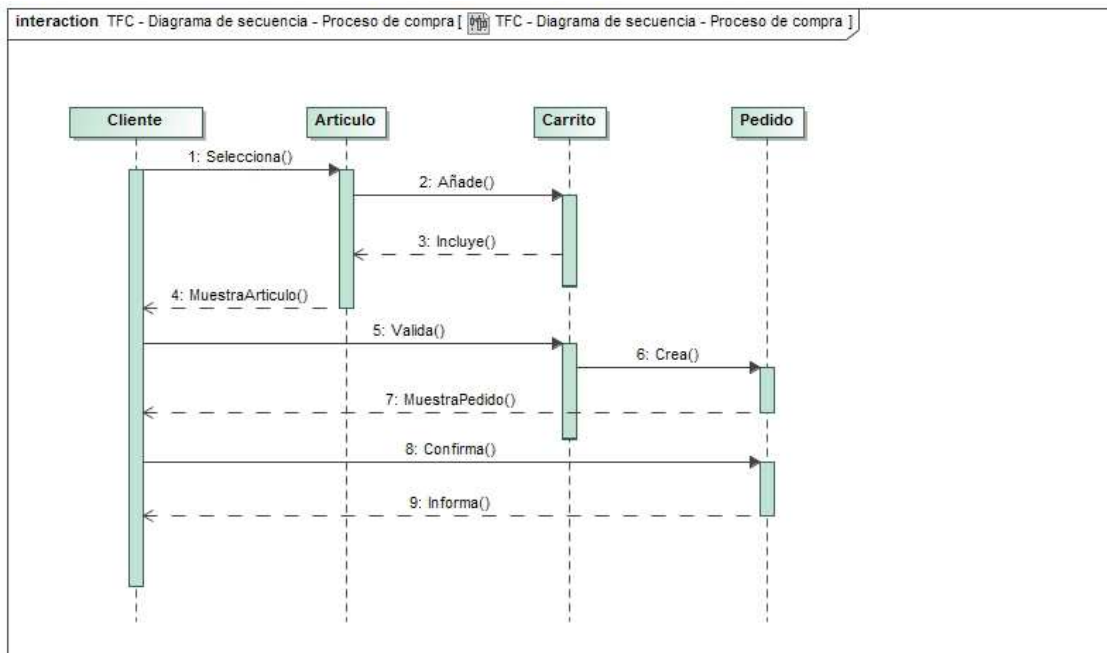 interaction TFC - Diagrama de secuencia - Proceso de compra [ TFC - Diagrama de secuencia - Proceso de compra ]
Cliente
Articulo
Carrito
Pedido
1: Selecciona()
2: Añade()
3: Incluye()
4: MuestraArticulo()
5: Valida()
6: Crea()
7: MuestraPedido()
8: Confirma()
9: Informa()